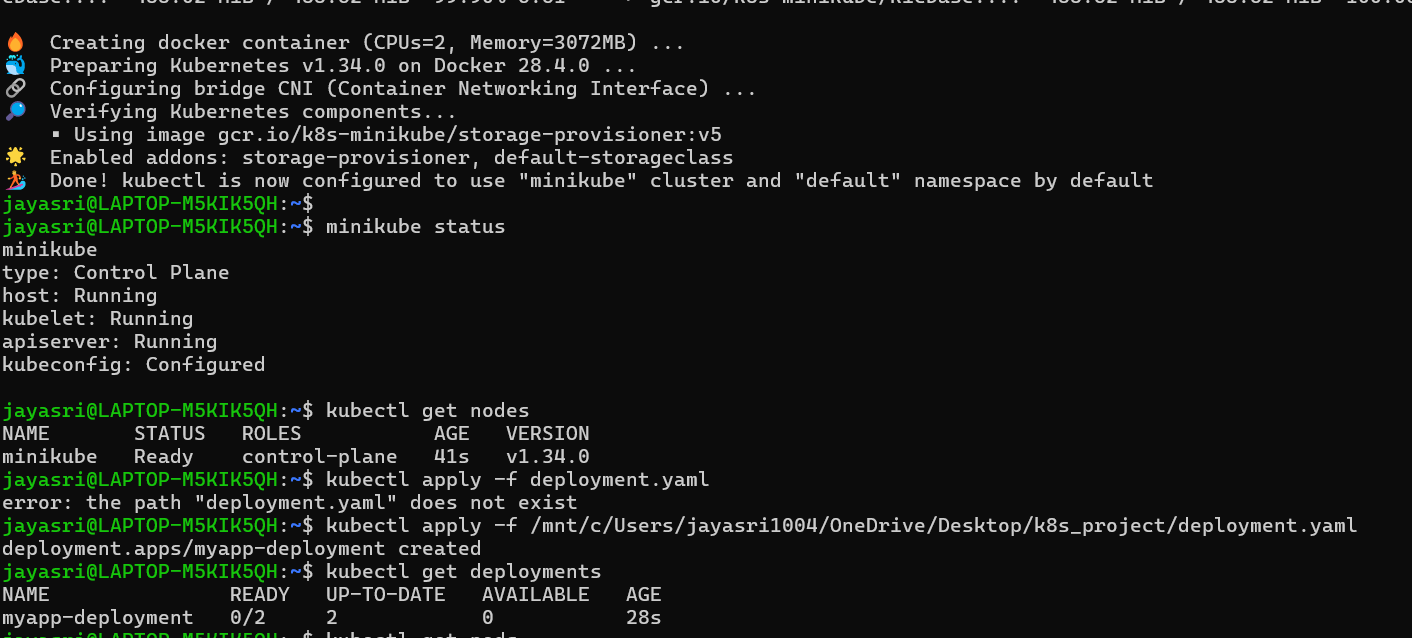 Creating docker container (CPUs=2, Memory=3072MB) ...
Preparing Kubernetes v1.34.0 on Docker 28.4.0 ...
Configuring bridge CNI (Container Networking Interface) ...
Verifying Kubernetes components...
▪ Using image gcr.io/k8s-minikube/storage-provisioner:v5
Enabled addons: storage-provisioner, default-storageclass
Done! kubectl is now configured to use "minikube" cluster and "default" namespace by default
jayasri@LAPTOP-M5KIK5QH:~$
jayasri@LAPTOP-M5KIK5QH:~$ minikube status
minikube
type: Control Plane
host: Running
kubelet: Running
apiserver: Running
kubeconfig: Configured
jayasri@LAPTOP-M5KIK5QH:~$ kubectl get nodes
NAME STATUS ROLES AGE VERSION
minikube Ready control-plane 41s v1.34.0
jayasri@LAPTOP-M5KIK5QH:~$ kubectl apply -f deployment.yaml
error: the path "deployment.yaml" does not exist
jayasri@LAPTOP-M5KIK5QH:~$ kubectl apply -f /mnt/c/Users/jayasri1004/OneDrive/Desktop/k8s_project/deployment.yaml
deployment.apps/myapp-deployment created
jayasri@LAPTOP-M5KIK5QH:~$ kubectl get deployments
NAME READY UP-TO-DATE AVAILABLE AGE
myapp-deployment 0/2 2 0 28s